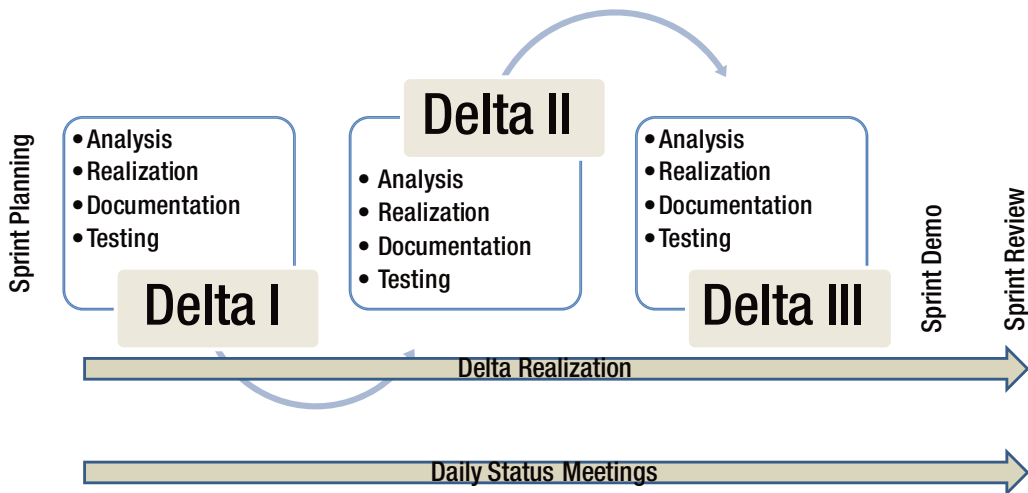 Sprint Planning
• Analysis
• Realization
• Documentation
• Testing
Delta I
Delta II
• Analysis
• Realization
• Documentation
• Testing
• Analysis
• Realization
• Documentation
• Testing
Delta III
Sprint Demo
Sprint Review
Delta Realization
Daily Status Meetings